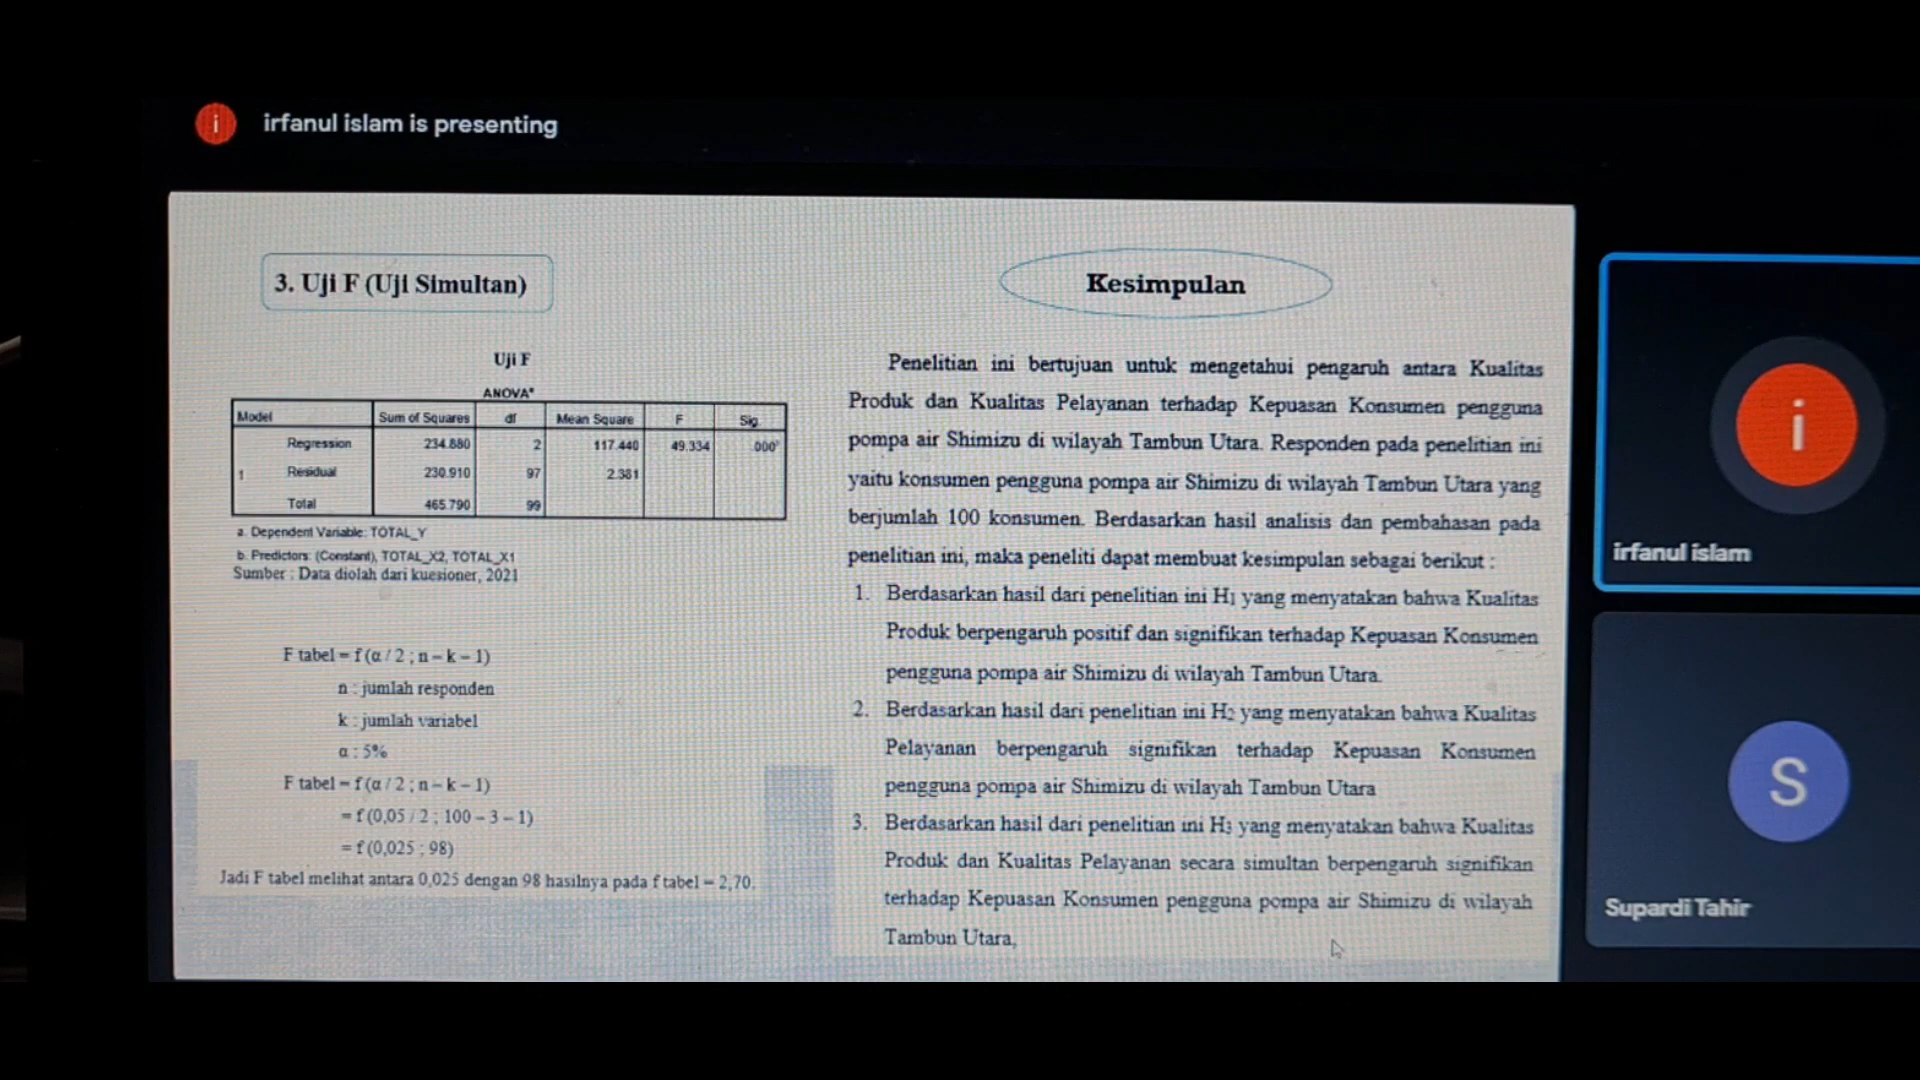 i
irfanul islam is presenting
3. Uji F (Uji Simultan)
Uji F
ANOVAᵃ
Model Sum of Squares df Mean Square F Sig.
Regression 234.880 2 117.440 49.334 .000ᵇ
1 Residual 230.910 97 2.381
Total 465.790 99
a. Dependent Variable: TOTAL_Y
b. Predictors: (Constant), TOTAL_X2, TOTAL_X1
Sumber : Data diolah dari kuesioner, 2021
F tabel = f (α / 2 ; n – k – 1)
n : jumlah responden
k : jumlah variabel
α : 5%
F tabel = f (α / 2 ; n – k – 1)
= f (0,05 / 2 ; 100 – 3 – 1)
= f (0,025 ; 98)
Jadi F tabel melihat antara 0,025 dengan 98 hasilnya pada f tabel = 2,70.
Kesimpulan
Penelitian ini bertujuan untuk mengetahui pengaruh antara Kualitas
Produk dan Kualitas Pelayanan terhadap Kepuasan Konsumen pengguna
pompa air Shimizu di wilayah Tambun Utara. Responden pada penelitian ini
yaitu konsumen pengguna pompa air Shimizu di wilayah Tambun Utara yang
berjumlah 100 konsumen. Berdasarkan hasil analisis dan pembahasan pada
penelitian ini, maka peneliti dapat membuat kesimpulan sebagai berikut :
1. Berdasarkan hasil dari penelitian ini H₁ yang menyatakan bahwa Kualitas
Produk berpengaruh positif dan signifikan terhadap Kepuasan Konsumen
pengguna pompa air Shimizu di wilayah Tambun Utara.
2. Berdasarkan hasil dari penelitian ini H₂ yang menyatakan bahwa Kualitas
Pelayanan berpengaruh signifikan terhadap Kepuasan Konsumen
pengguna pompa air Shimizu di wilayah Tambun Utara
3. Berdasarkan hasil dari penelitian ini H₃ yang menyatakan bahwa Kualitas
Produk dan Kualitas Pelayanan secara simultan berpengaruh signifikan
terhadap Kepuasan Konsumen pengguna pompa air Shimizu di wilayah
Tambun Utara,
i
irfanul islam
S
Supardi Tahir